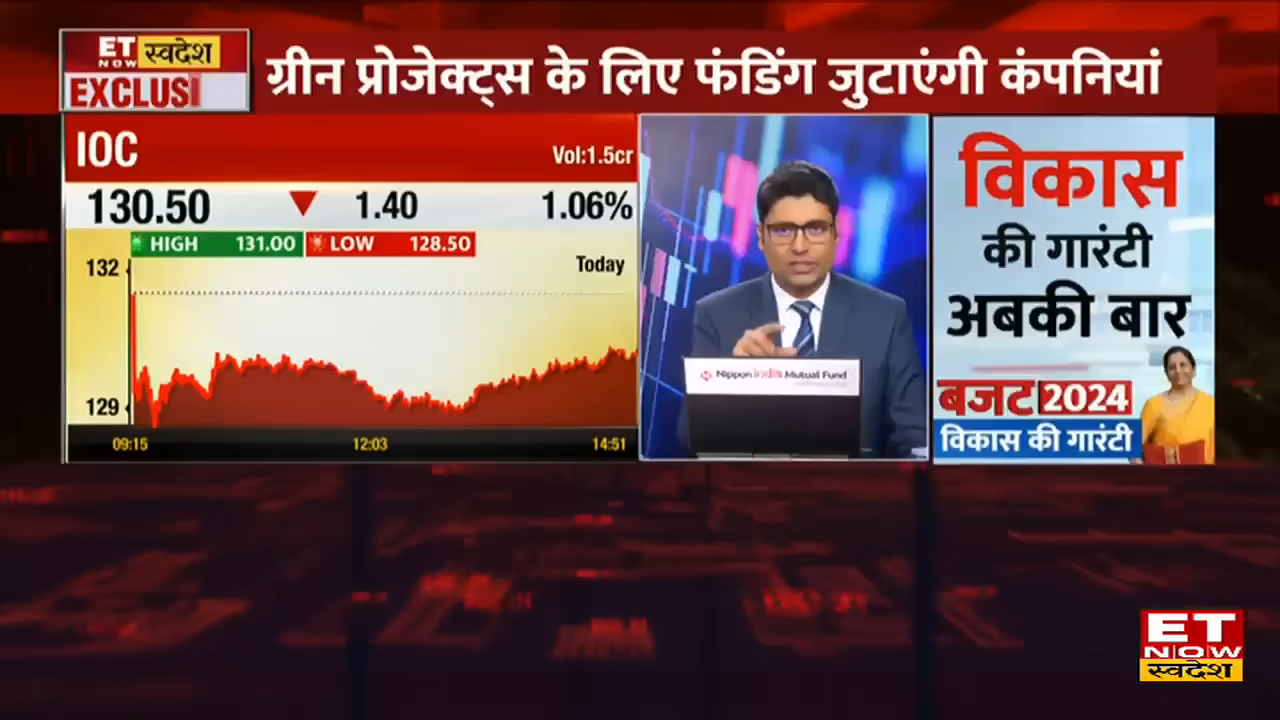 ET
NOW
स्वदेश
EXCLUSI
ग्रीन प्रोजेक्ट्स के लिए फंडिंग जुटाएंगी कंपनियां
IOC
Vol:1.5cr
130.50 ▼ 1.40 1.06%
HIGH 131.00 LOW 128.50
Today
132
129
09:15 12:03 14:51
Nippon india Mutual Fund
विकास
की गारंटी
अबकी बार
बजट 2024
विकास की गारंटी
ET
NOW
स्वदेश